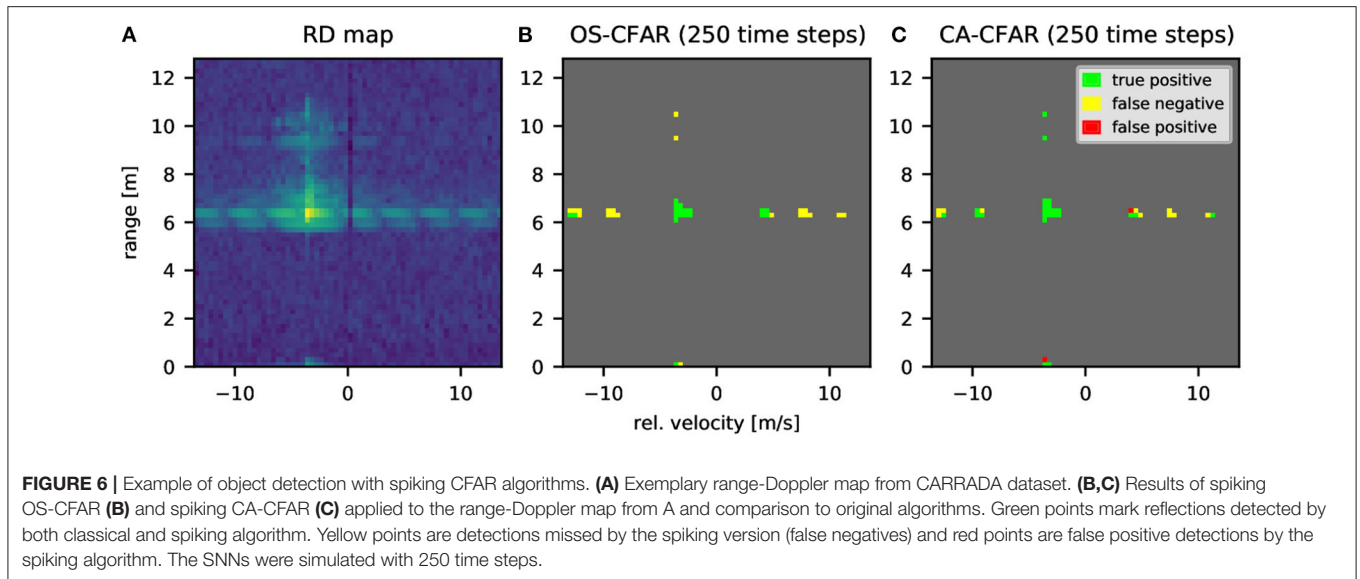 A RD map B OS-CFAR (250 time steps) C CA-CFAR (250 time steps)
12
10
8
6
4
2
0
range [m]
−10 0 10
12
10
8
6
4
2
0
−10 0 10
rel. velocity [m/s]
12
10
8
6
4
2
0
−10 0 10
true positive
false negative
false positive
FIGURE 6 | Example of object detection with spiking CFAR algorithms. (A) Exemplary range-Doppler map from CARRADA dataset. (B,C) Results of spiking
OS-CFAR (B) and spiking CA-CFAR (C) applied to the range-Doppler map from A and comparison to original algorithms. Green points mark reflections detected by
both classical and spiking algorithm. Yellow points are detections missed by the spiking version (false negatives) and red points are false positive detections by the
spiking algorithm. The SNNs were simulated with 250 time steps.